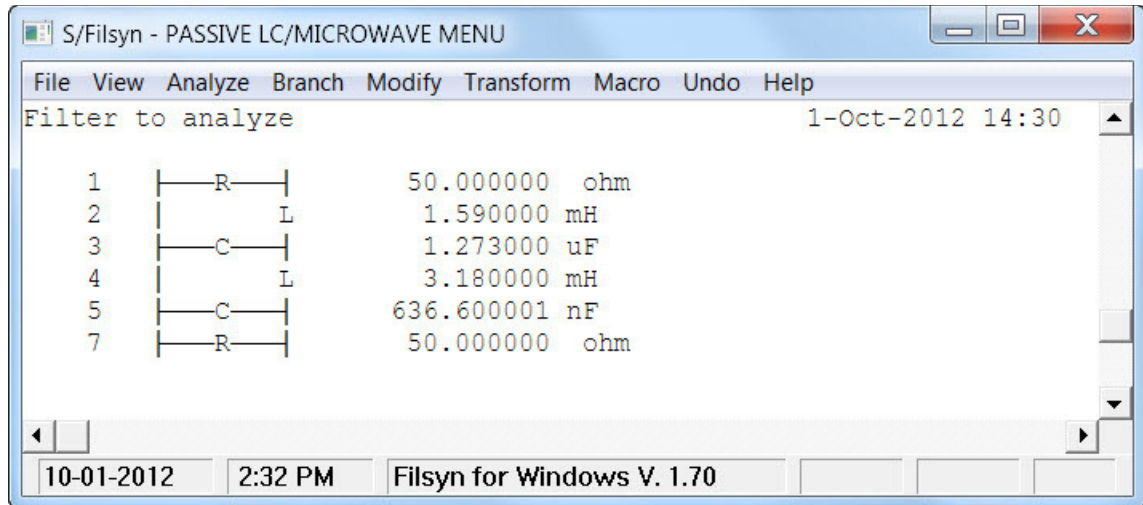 S/Filsyn - PASSIVE LC/MICROWAVE MENU
File View Analyze Branch Modify Transform Macro Undo Help
Filter to analyze 1-Oct-2012 14:30
1 R 50.000000 ohm
2 L 1.590000 mH
3 C 1.273000 uF
4 L 3.180000 mH
5 C 636.600001 nF
7 R 50.000000 ohm
10-01-2012 2:32 PM Filsyn for Windows V. 1.70